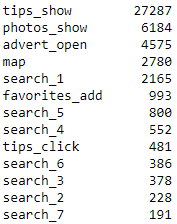 tips_show 27287
photos_show 6184
advert_open 4575
map 2780
search_1 2165
favorites_add 993
search_5 800
search_4 552
tips_click 481
search_6 386
search_3 378
search_2 228
search_7 191